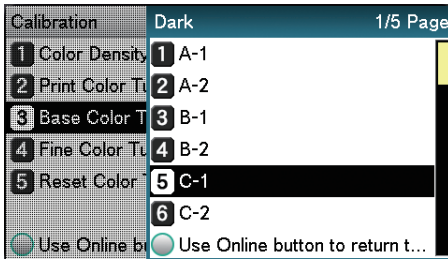 Calibration
1 Color Density
2 Print Color Tu
3 Base Color T
4 Fine Color Tu
5 Reset Color
Use Online bu
Dark 1/5 Page
1 A-1
2 A-2
3 B-1
4 B-2
5 C-1
6 C-2
Use Online button to return t...